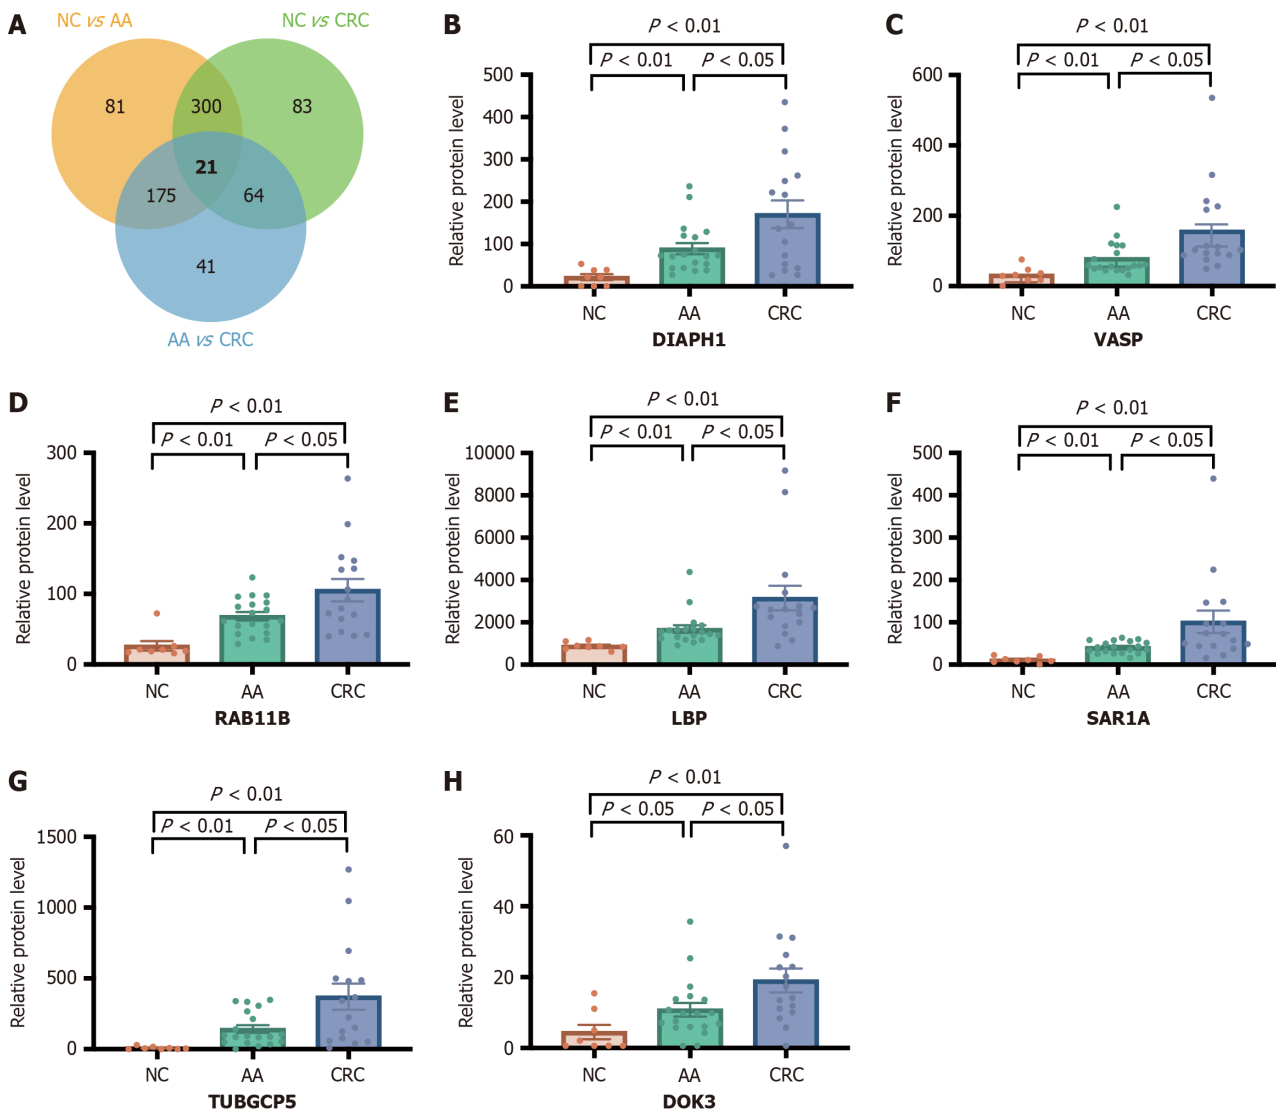 A
NC vs AA
NC vs CRC
81
300
83
21
175
64
41
AA vs CRC
B
P < 0.01
P < 0.01
P < 0.05
500
400
300
200
100
0
Relative protein level
NC
AA
CRC
DIAPH1
C
P < 0.01
P < 0.01
P < 0.05
600
400
200
0
Relative protein level
NC
AA
CRC
VASP
D
P < 0.01
P < 0.01
P < 0.05
300
200
100
0
Relative protein level
NC
AA
CRC
RAB11B
E
P < 0.01
P < 0.01
P < 0.05
10000
8000
6000
4000
2000
0
Relative protein level
NC
AA
CRC
LBP
F
P < 0.01
P < 0.01
P < 0.05
500
400
300
200
100
0
Relative protein level
NC
AA
CRC
SAR1A
G
P < 0.01
P < 0.01
P < 0.05
1500
1000
500
0
Relative protein level
NC
AA
CRC
TUBGCP5
H
P < 0.01
P < 0.05
P < 0.05
60
40
20
0
Relative protein level
NC
AA
CRC
DOK3